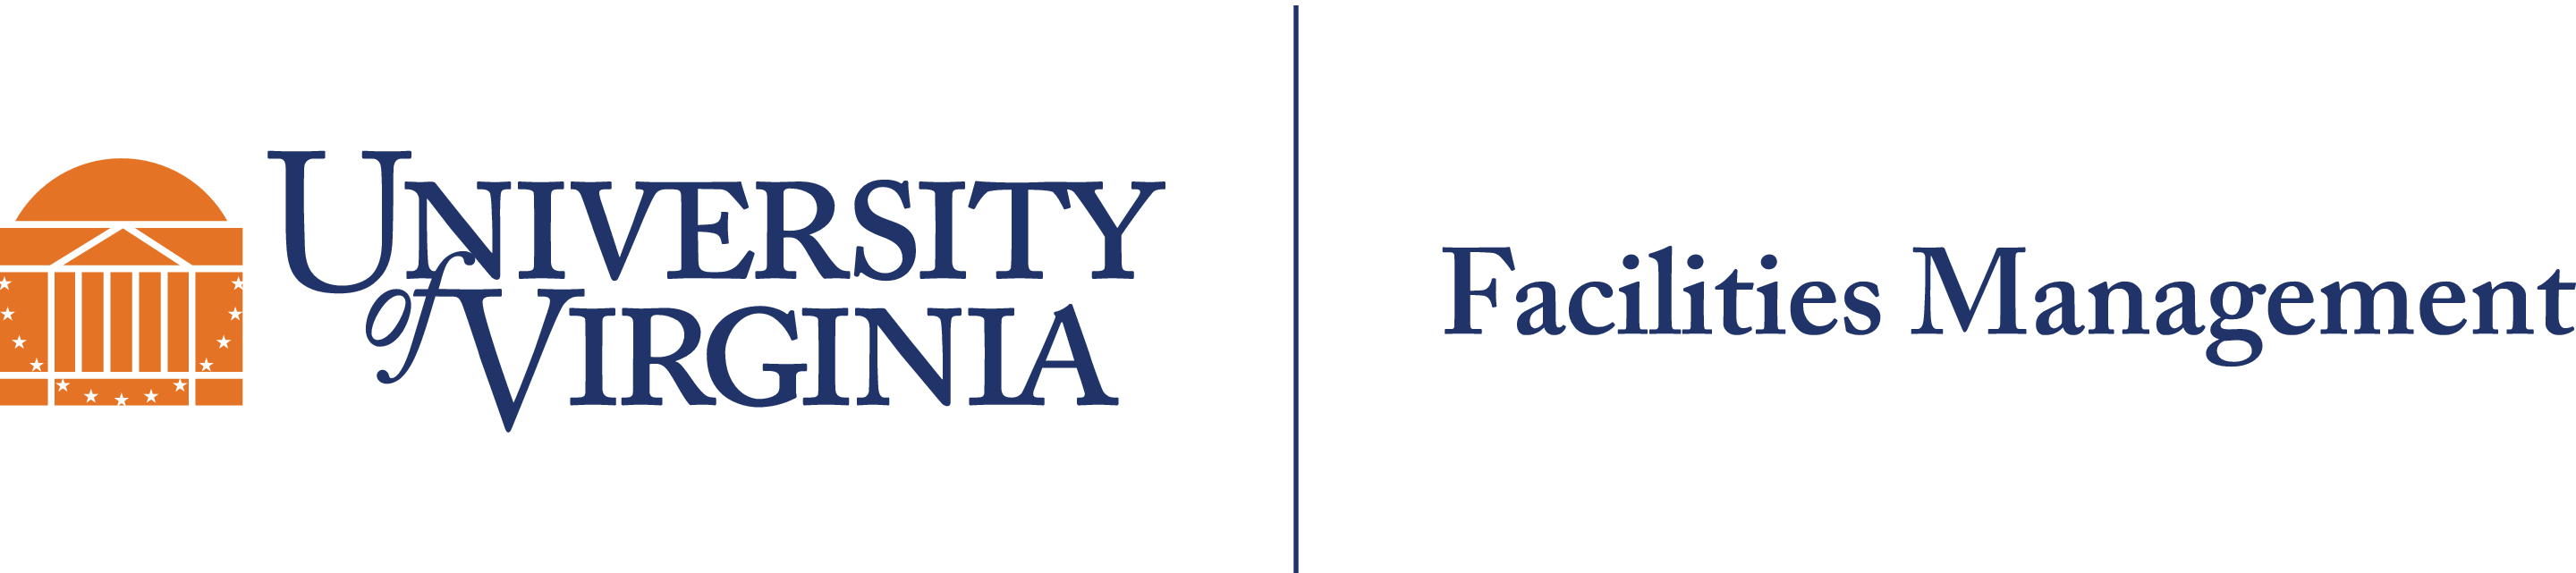 UNIVERSITY
of VIRGINIA
Facilities Management